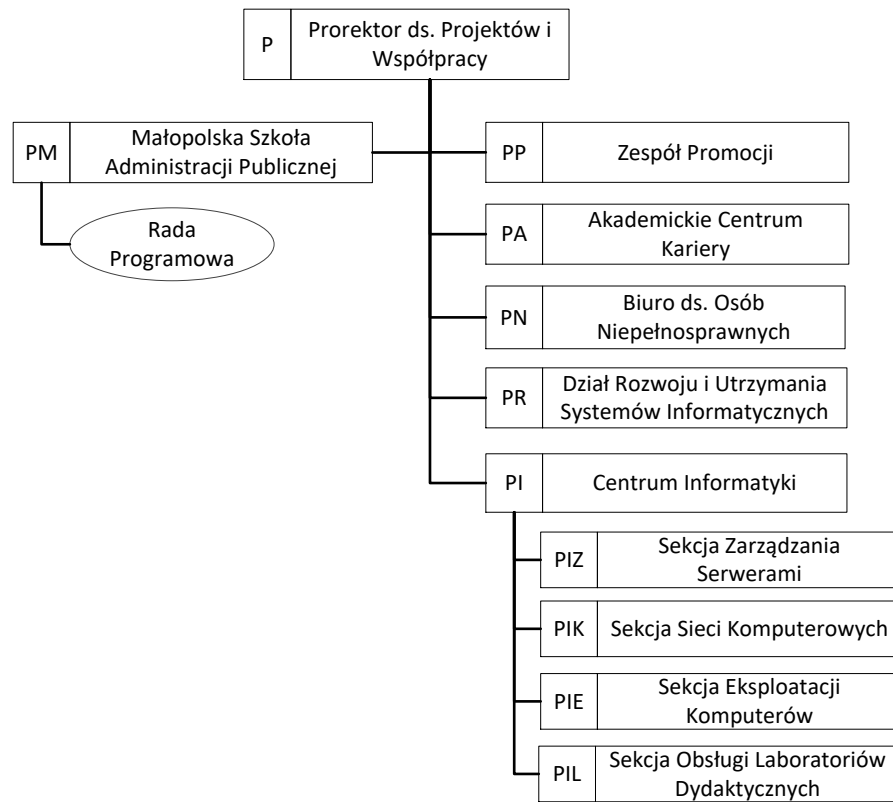 P
Prorektor ds. Projektów i
Współpracy
PM
Małopolska Szkoła
Administracji Publicznej
Rada
Programowa
PP
Zespół Promocji
PA
Akademickie Centrum
Kariery
PN
Biuro ds. Osób
Niepełnosprawnych
PR
Dział Rozwoju i Utrzymania
Systemów Informatycznych
PI
Centrum Informatyki
PIZ
Sekcja Zarządzania
Serwerami
PIK
Sekcja Sieci Komputerowych
PIE
Sekcja Eksploatacji
Komputerów
PIL
Sekcja Obsługi Laboratoriów
Dydaktycznych